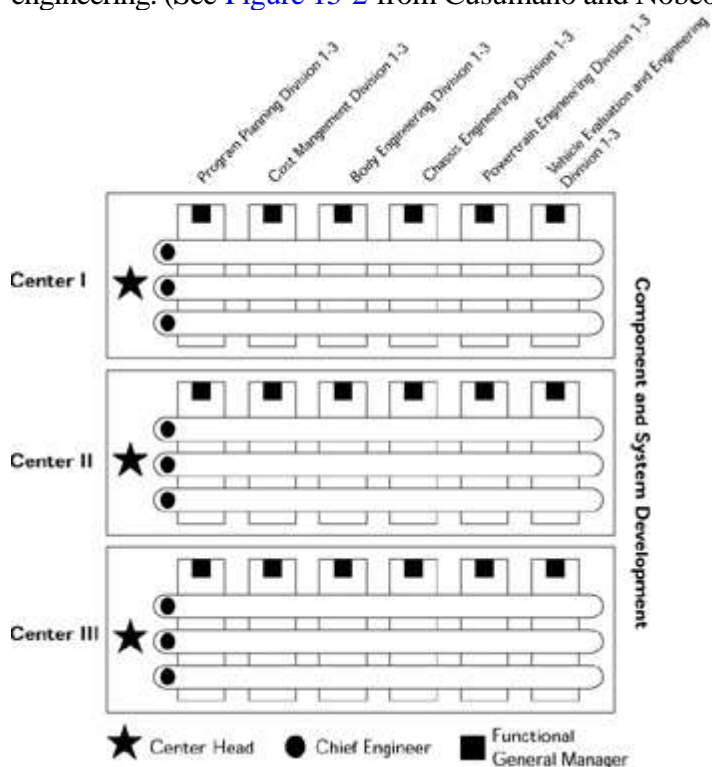 engineering. (See Figure 15-2 from Cusumano and Nobeo
Program Planning Division 1-3
Cost Mangement Division 1-3
Body Engineering Division 1-3
Chassis Engineering Division 1-3
Powertrain Engineering Division 1-3
Vehicle Evaluation and Engineering
Division 1-3
Center I
Center II
Center III
Component and System Development
Center Head
Chief Engineer
Functional
General Manager